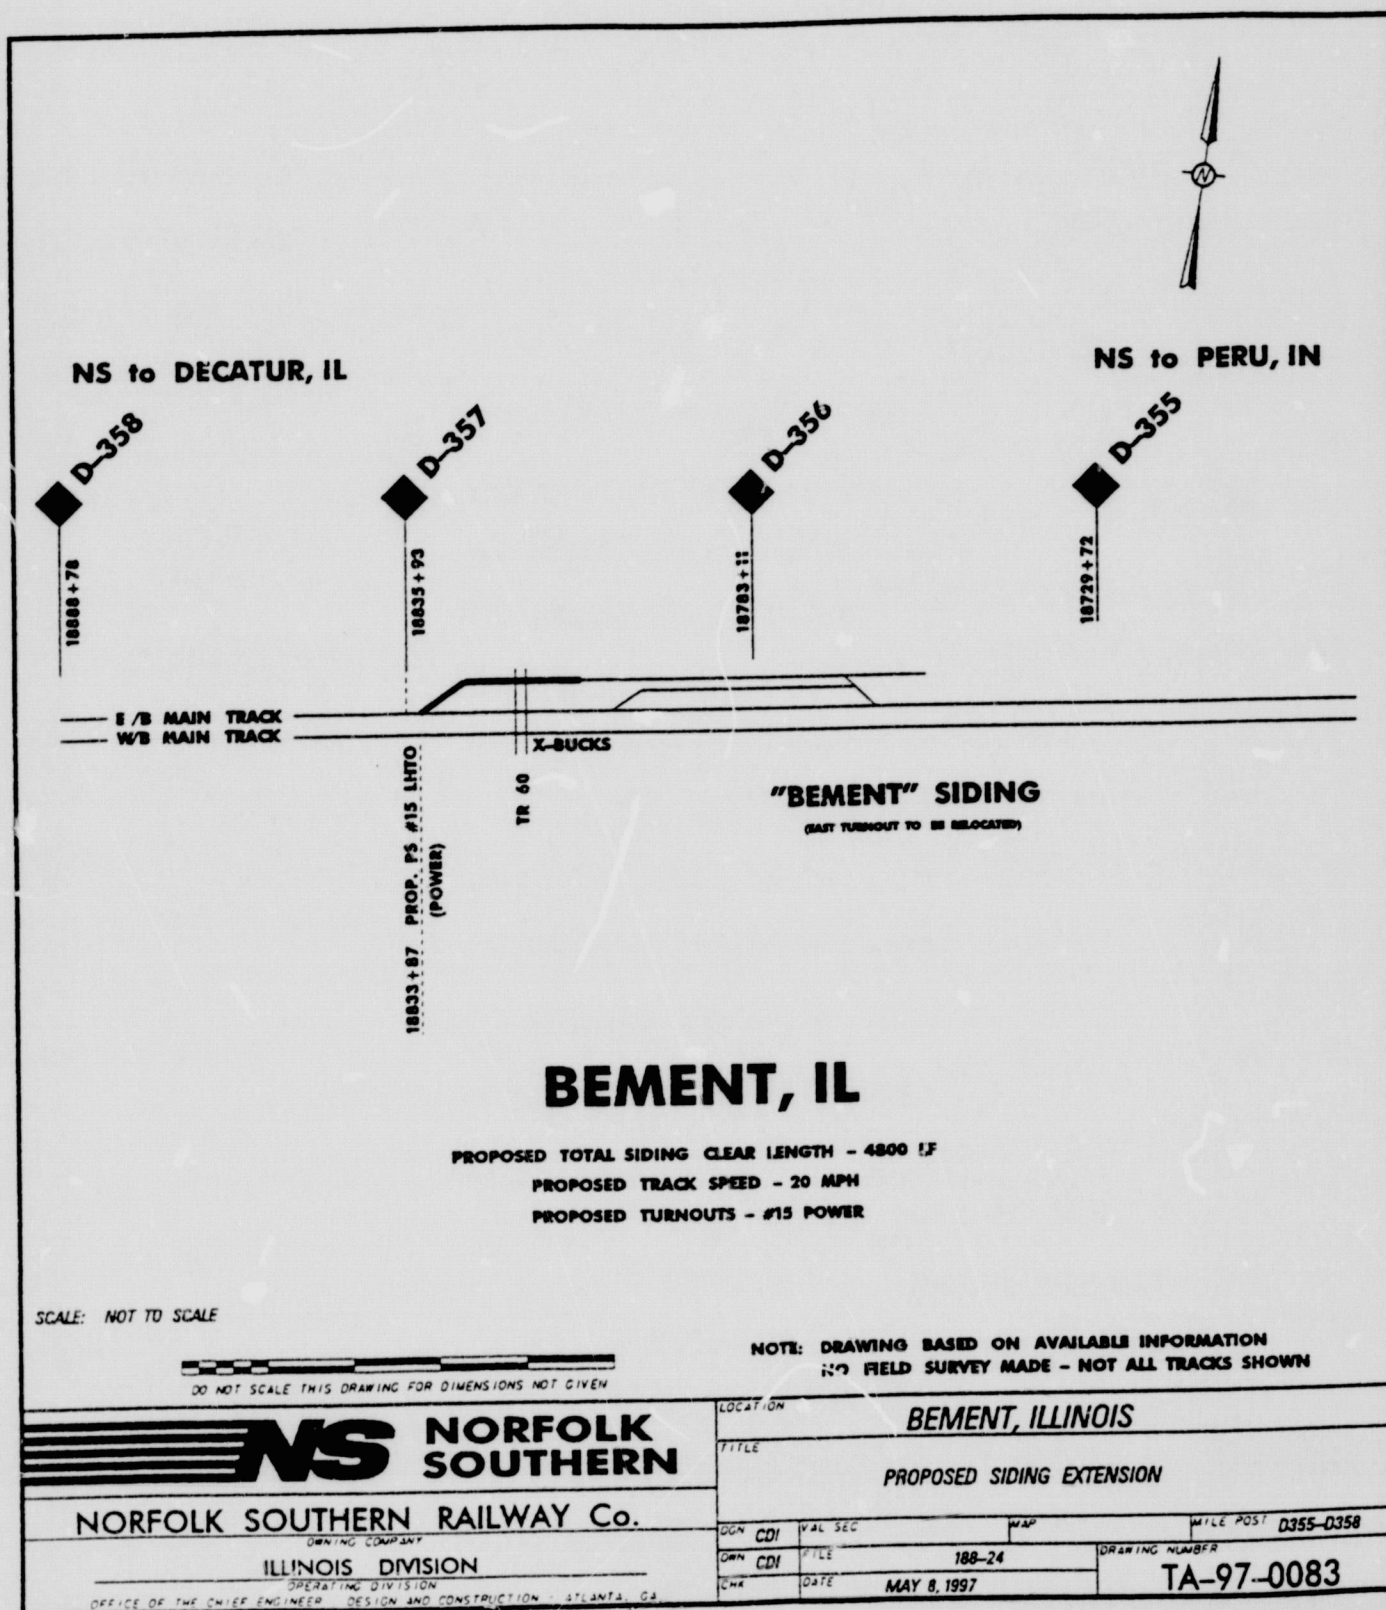 N
NS to DECATUR, IL
NS to PERU, IN
D-358
D-357
D-356
D-355
18888+78
18835+93
18783+11
18729+72
E/B MAIN TRACK
W/B MAIN TRACK
X-BUCKS
TR 60
18833+87 PROP. PS #15 LHTO
(POWER)
"BEMENT" SIDING
(EAST TURNOUT TO BE RELOCATED)
BEMENT, IL
PROPOSED TOTAL SIDING CLEAR LENGTH - 4800 LF
PROPOSED TRACK SPEED - 20 MPH
PROPOSED TURNOUTS - #15 POWER
SCALE: NOT TO SCALE
DO NOT SCALE THIS DRAWING FOR DIMENSIONS NOT GIVEN
NOTE: DRAWING BASED ON AVAILABLE INFORMATION
NO FIELD SURVEY MADE - NOT ALL TRACKS SHOWN
NS NORFOLK
SOUTHERN
NORFOLK SOUTHERN RAILWAY Co.
OWNING COMPANY
ILLINOIS DIVISION
OPERATING DIVISION
OFFICE OF THE CHIEF ENGINEER DESIGN AND CONSTRUCTION - ATLANTA, GA.
LOCATION BEMENT, ILLINOIS
TITLE
PROPOSED SIDING EXTENSION
DGN CDI VAL SEC MAP MILE POST D355-D358
DRN CDI FILE 188-24 DRAWING NUMBER
CHK DATE MAY 8, 1997 TA-97-0083